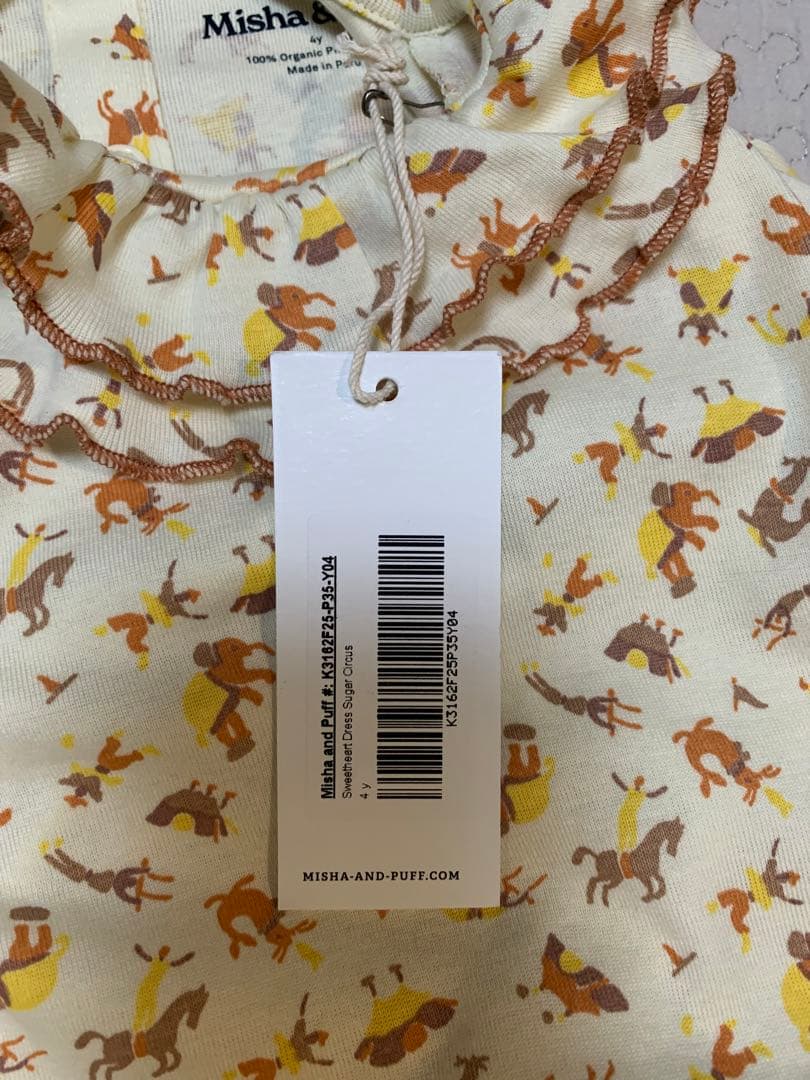 Misha &
4y
100% Organic
Made in Peru
Misha and Puff #: K3162F25-P35-Y04
Sweetheart Dress Sugar Circus
4 y
K3162F25P35Y04
MISHA-AND-PUFF.COM